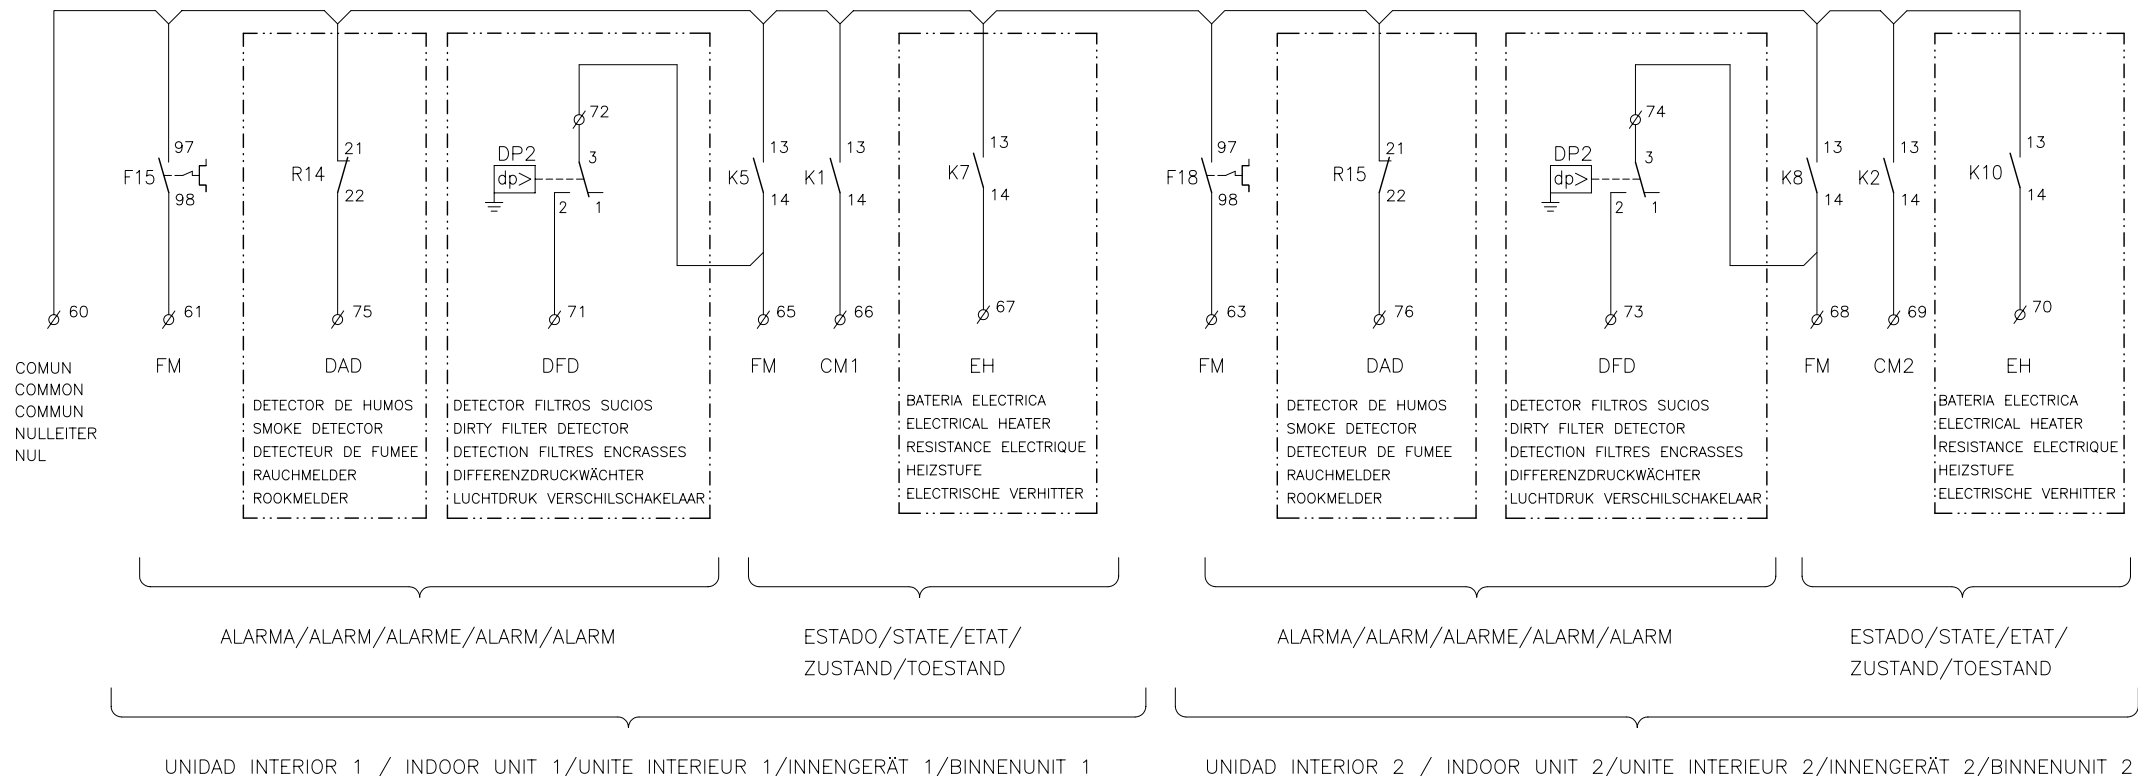 72
74
97
21
DP2
3
13
13
13
97
21
DP2
3
13
13
13
F15
R14
dp>
K5
K1
K7
F18
R15
dp>
K8
K2
K10
98
22
2
1
14
14
14
98
22
2
1
14
14
14
60
61
75
71
65
66
67
63
76
73
68
69
70
COMUN
COMMON
COMMUN
NULLEITER
NUL
FM
DAD
DFD
FM
CM1
EH
FM
DAD
DFD
FM
CM2
EH
DETECTOR DE HUMOS
SMOKE DETECTOR
DETECTEUR DE FUMEE
RAUCHMELDER
ROOKMELDER
DETECTOR FILTROS SUCIOS
DIRTY FILTER DETECTOR
DETECTION FILTRES ENCRASSES
DIFFERENZDRUCKWÄCHTER
LUCHTDRUK VERSCHILSCHAKELAAR
BATERIA ELECTRICA
ELECTRICAL HEATER
RESISTANCE ELECTRIQUE
HEIZSTUFE
ELECTRISCHE VERHITTER
DETECTOR DE HUMOS
SMOKE DETECTOR
DETECTEUR DE FUMEE
RAUCHMELDER
ROOKMELDER
DETECTOR FILTROS SUCIOS
DIRTY FILTER DETECTOR
DETECTION FILTRES ENCRASSES
DIFFERENZDRUCKWÄCHTER
LUCHTDRUK VERSCHILSCHAKELAAR
BATERIA ELECTRICA
ELECTRICAL HEATER
RESISTANCE ELECTRIQUE
HEIZSTUFE
ELECTRISCHE VERHITTER
ALARMA/ALARM/ALARME/ALARM/ALARM
ESTADO/STATE/ETAT/
ZUSTAND/TOESTAND
ALARMA/ALARM/ALARME/ALARM/ALARM
ESTADO/STATE/ETAT/
ZUSTAND/TOESTAND
UNIDAD INTERIOR 1 / INDOOR UNIT 1/UNITE INTERIEUR 1/INNENGERÄT 1/BINNENUNIT 1
UNIDAD INTERIOR 2 / INDOOR UNIT 2/UNITE INTERIEUR 2/INNENGERÄT 2/BINNENUNIT 2